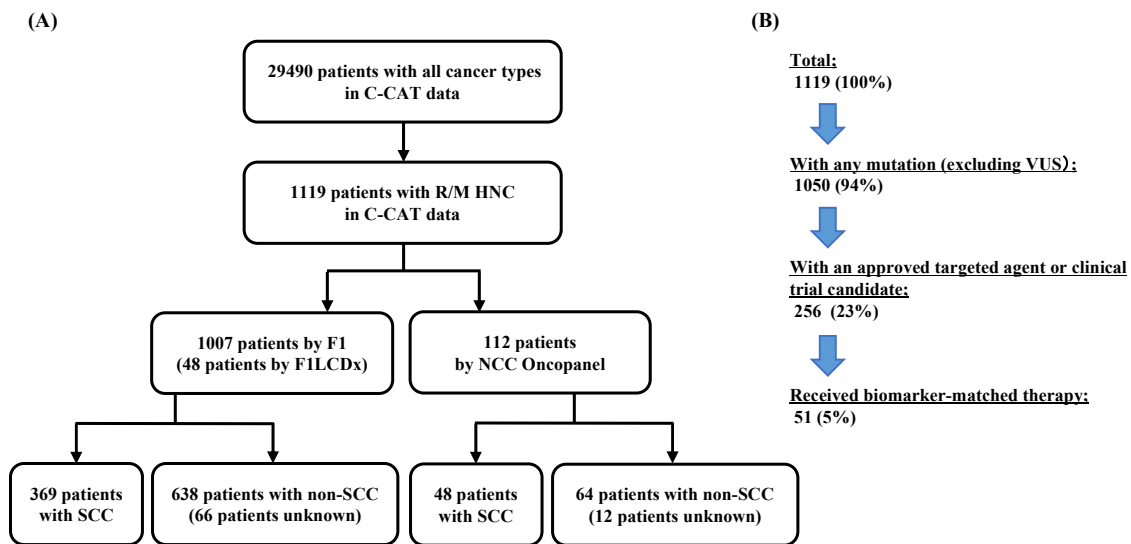 (A)
29490 patients with all cancer types
in C-CAT data
1119 patients with R/M HNC
in C-CAT data
1007 patients by F1
(48 patients by F1LCDx)
112 patients
by NCC Oncopanel
369 patients
with SCC
638 patients with non-SCC
(66 patients unknown)
48 patients
with SCC
64 patients with non-SCC
(12 patients unknown)
(B)
Total;
1119 (100%)
With any mutation (excluding VUS);
1050 (94%)
With an approved targeted agent or clinical
trial candidate;
256 (23%)
Received biomarker-matched therapy;
51 (5%)